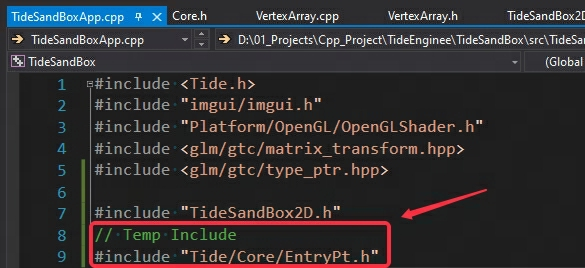 TideSandBoxApp.cpp
Core.h
VertexArray.cpp
VertexArray.h
TideSandBox2D
TideSandBoxApp.cpp
D:\01_Projects\Cpp_Project\TideEnginee\TideSandBox\src\TideSan
TideSandBox
(Global
1 #include <Tide.h>
2 #include "imgui/imgui.h"
3 #include "Platform/OpenGL/OpenGLShader.h"
4 #include <glm/gtc/matrix_transform.hpp>
5 #include <glm/gtc/type_ptr.hpp>
6
7 #include "TideSandBox2D.h"
8 // Temp Include
9 #include "Tide/Core/EntryPt.h"